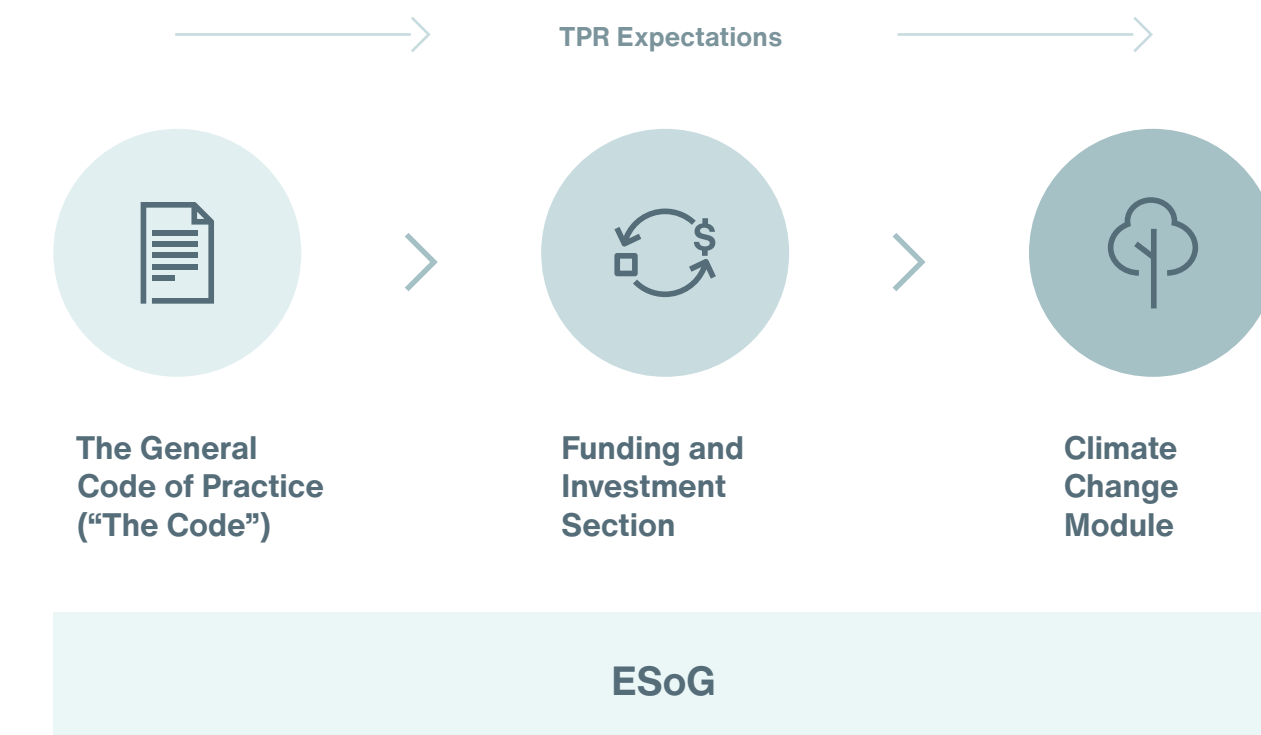 TPR Expectations
$
The General
Code of Practice
(“The Code”)
Funding and
Investment
Section
Climate
Change
Module
ESoG